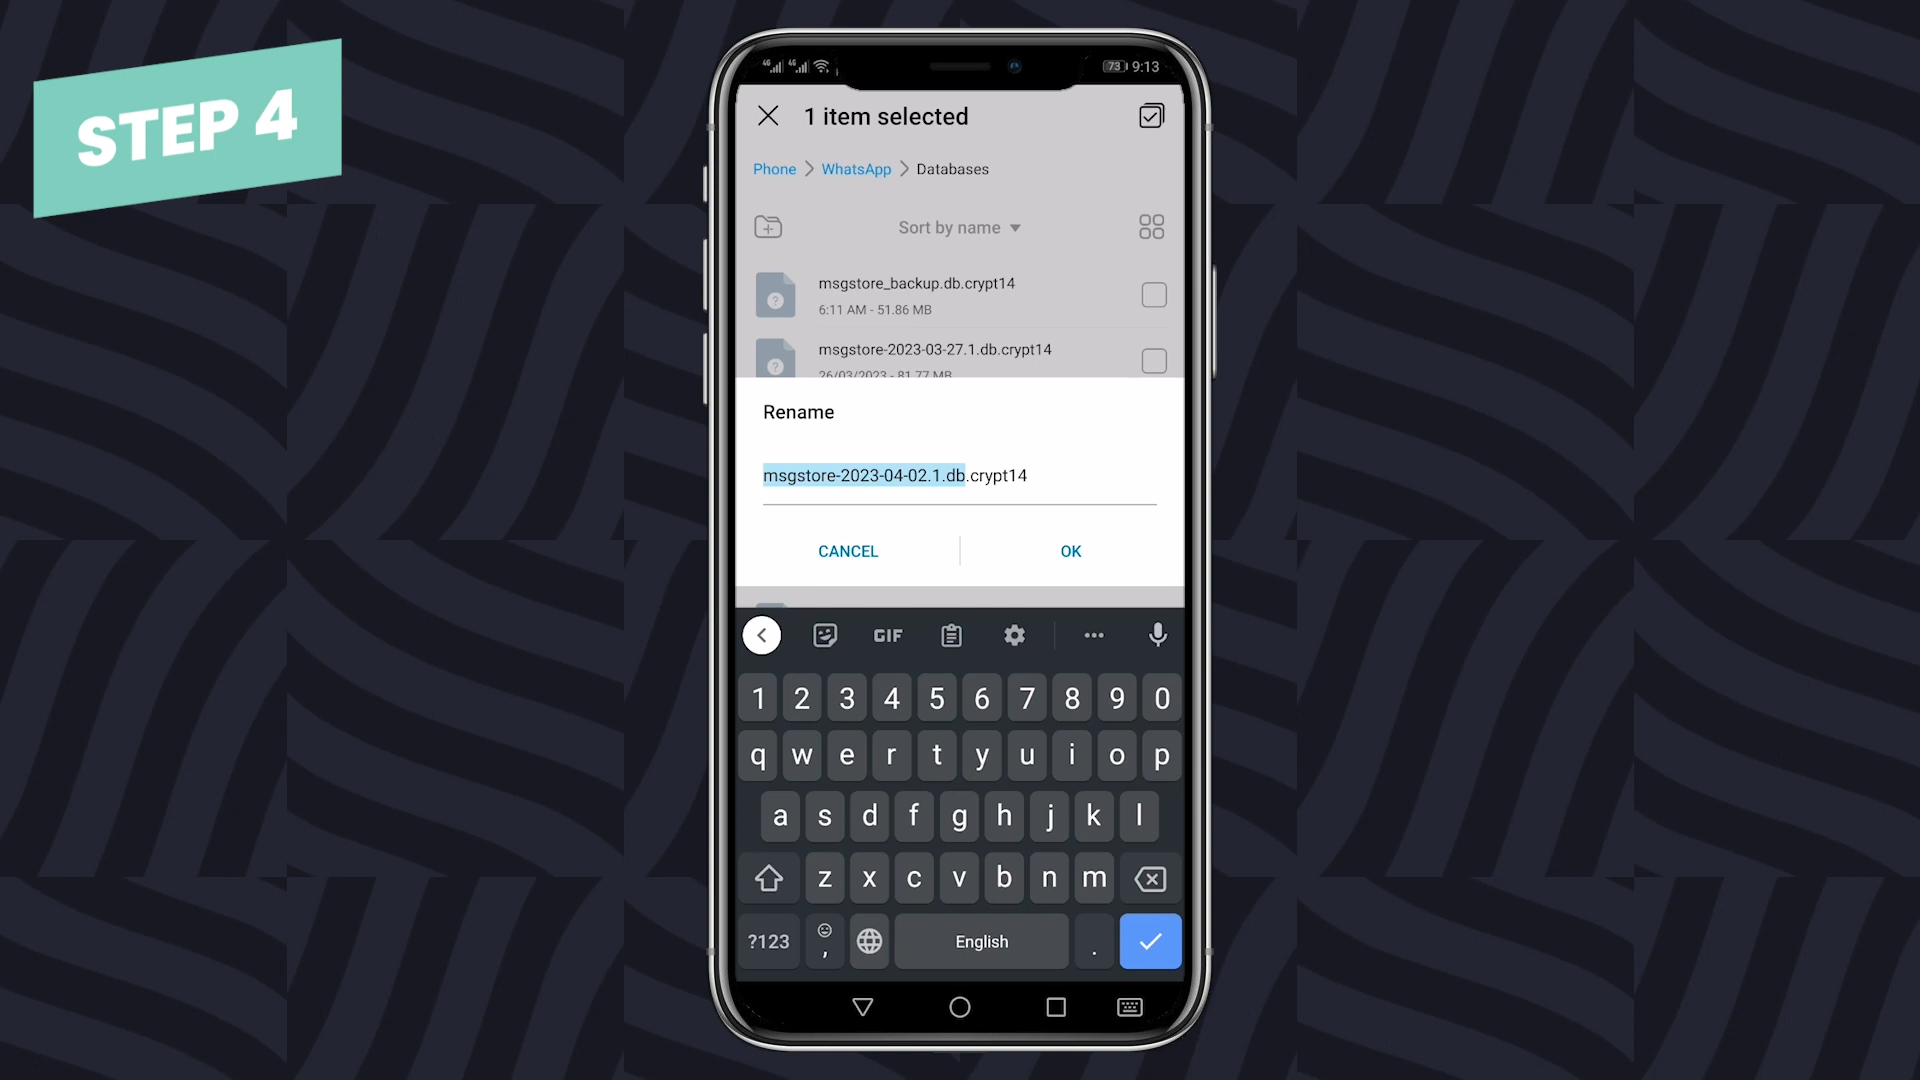 STEP 4
4G 4G 73 9:13
1 item selected
Phone WhatsApp Databases
Sort by name
msgstore_backup.db.crypt14
6:11 AM - 51.86 MB
msgstore-2023-03-27.1.db.crypt14
26/03/2023 - 81.77 MB
Rename
msgstore-2023-04-02.1.db.crypt14
CANCEL OK
GIF
1 2 3 4 5 6 7 8 9 0
q w e r t y u i o p
a s d f g h j k l
z x c v b n m
?123 , English .